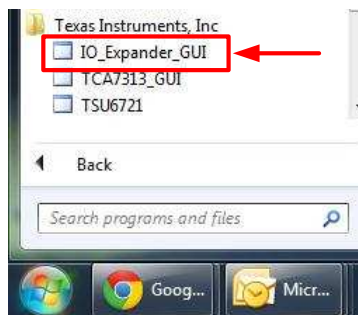 Texas Instruments, Inc
IO_Expander_GUI
TCA7313_GUI
TSU6721
Back
Search programs and files
Goog...
Micr...